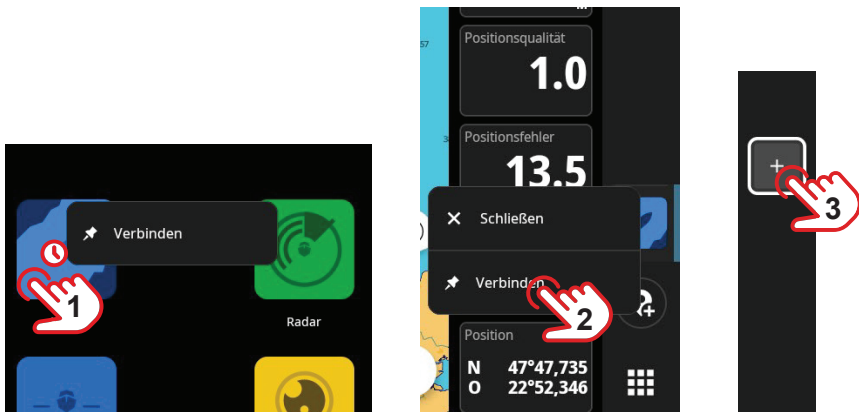 Verbinden
1
Radar
57
Positionsqualität
1.0
Positionsfehler
13.5
Schließen
Verbinden
2
Position
N 47°47,735
O 22°52,346
+
3